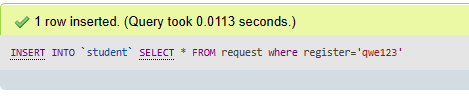 1 row inserted. (Query took 0.0113 seconds.)
INSERT INTO `student` SELECT * FROM request where register='qwe123'